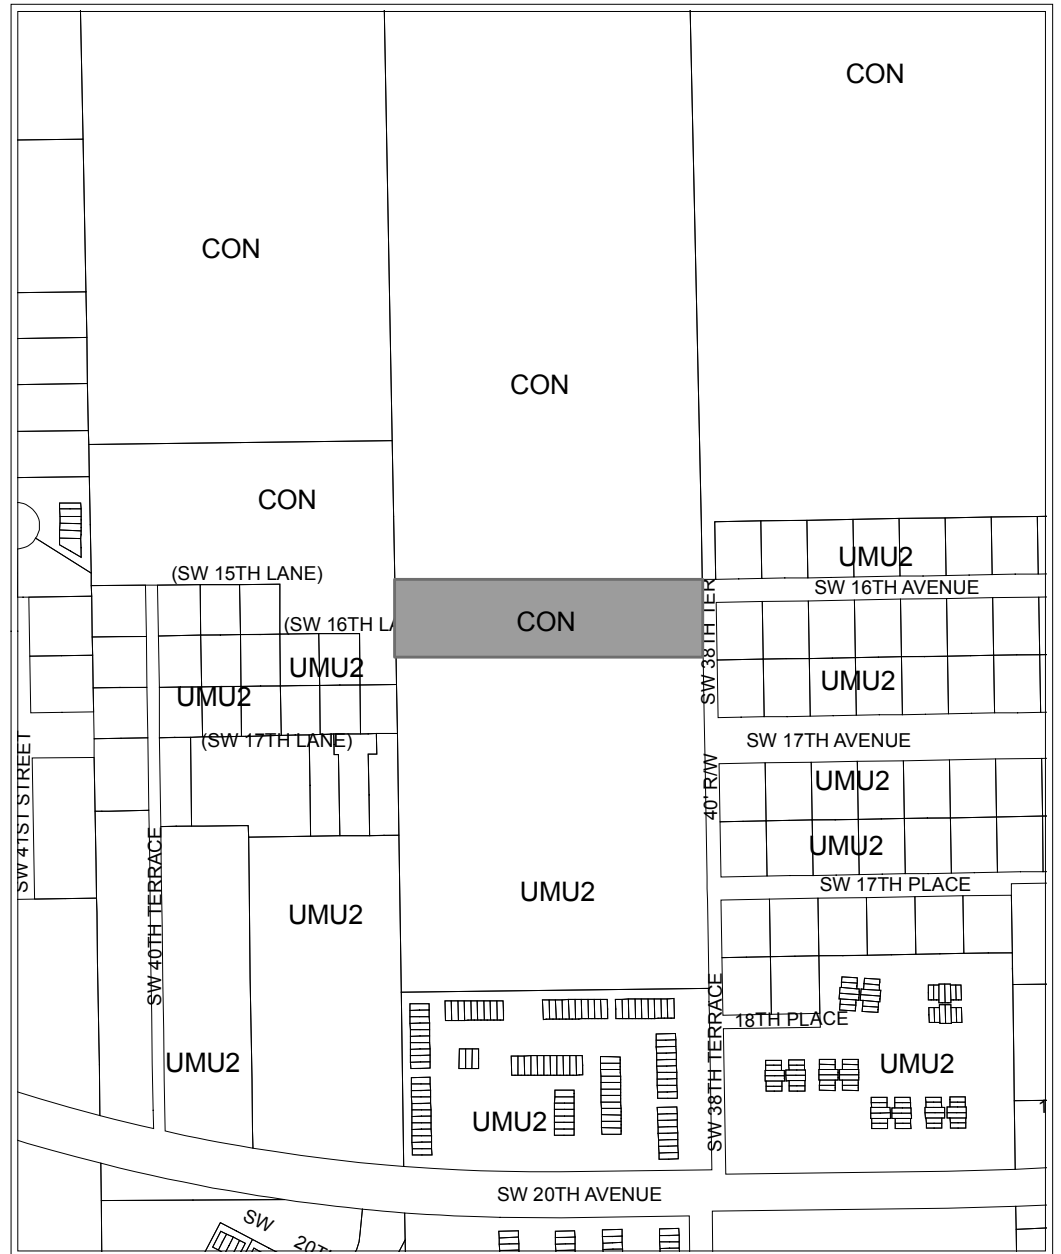 CON
CON
CON
CON
UMU2
(SW 15TH LANE)
SW 16TH AVENUE
CON
(SW 16TH LA
SW 38TH TER
UMU2
UMU2
UMU2
SW 17TH AVENUE
(SW 17TH LANE)
UMU2
40' R/W
SW 41ST STREET
UMU2
SW 17TH PLACE
UMU2
UMU2
SW 40TH TERRACE
18TH PLACE
SW 38TH TERRACE
UMU2
UMU2
UMU2
SW 20TH AVENUE
SW